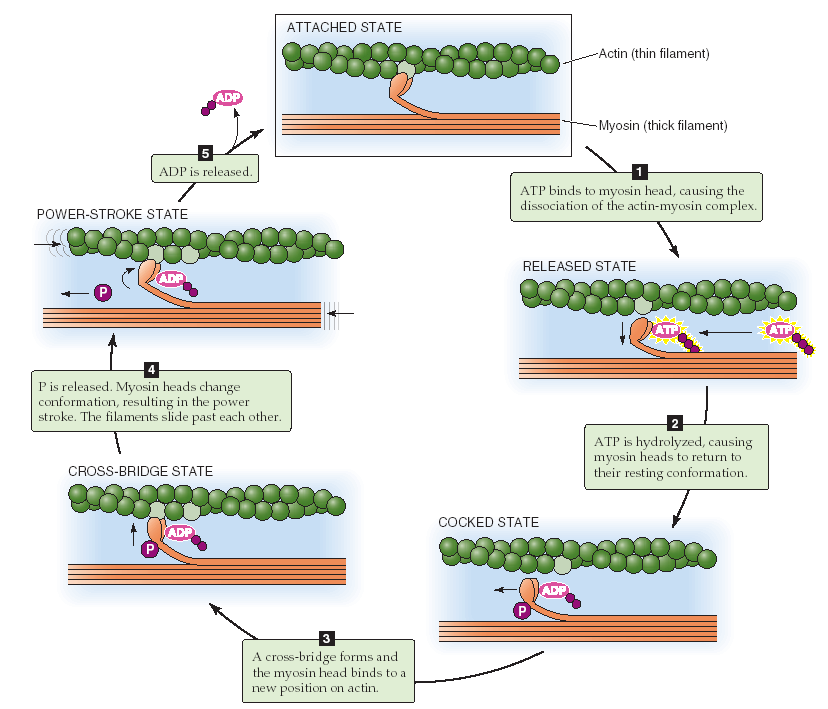 ATTACHED STATE
Actin (thin filament)
Myosin (thick filament)
1
ATP binds to myosin head, causing the
dissociation of the actin-myosin complex.
RELEASED STATE
ATP
ATP
2
ATP is hydrolyzed, causing
myosin heads to return to
their resting conformation.
COCKED STATE
ADP
P
3
A cross-bridge forms and
the myosin head binds to a
new position on actin.
CROSS-BRIDGE STATE
ADP
P
4
P is released. Myosin heads change
conformation, resulting in the power
stroke. The filaments slide past each other.
POWER-STROKE STATE
ADP
P
5
ADP is released.
ADP